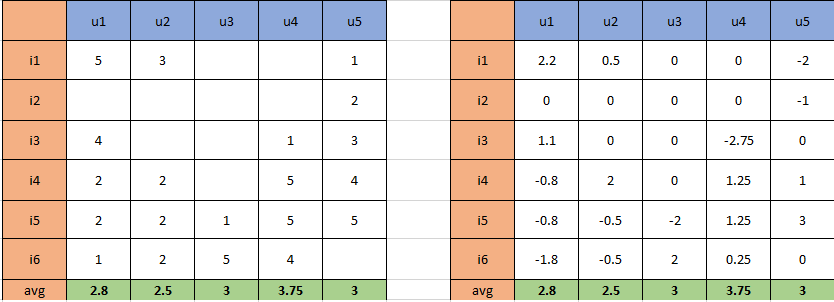 u1 u2 u3 u4 u5 u1 u2 u3 u4 u5
i1 5 3 1 i1 2.2 0.5 0 0 -2
i2 2 i2 0 0 0 0 -1
i3 4 1 3 i3 1.1 0 0 -2.75 0
i4 2 2 5 4 i4 -0.8 2 0 1.25 1
i5 2 2 1 5 5 i5 -0.8 -0.5 -2 1.25 3
i6 1 2 5 4 i6 -1.8 -0.5 2 0.25 0
avg 2.8 2.5 3 3.75 3 avg 2.8 2.5 3 3.75 3